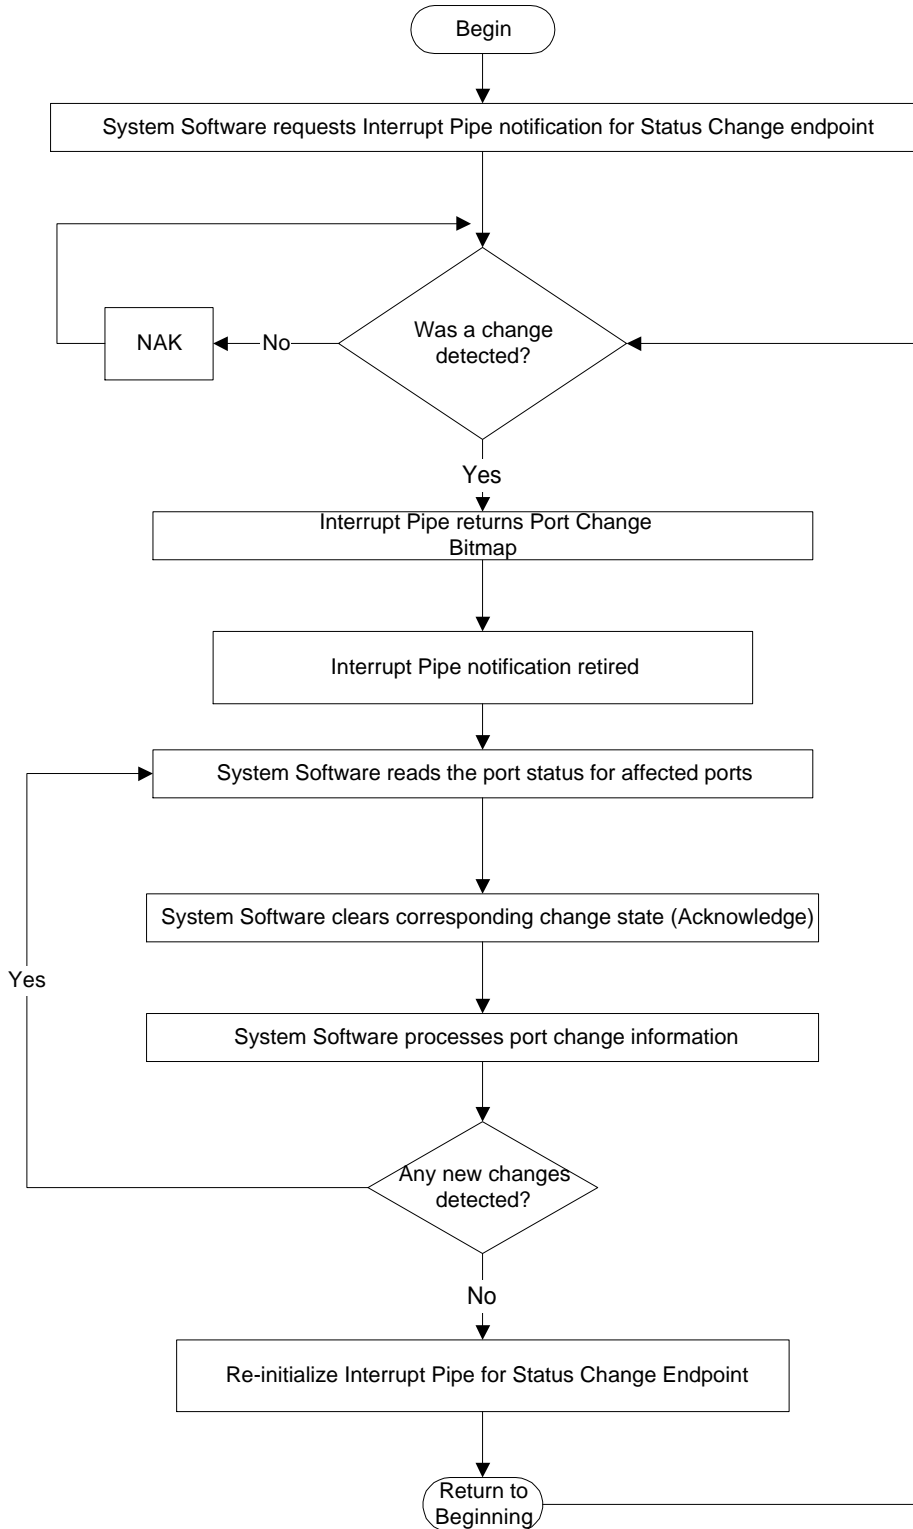 Begin
System Software requests Interrupt Pipe notification for Status Change endpoint
Was a change
detected?
No
NAK
Yes
Interrupt Pipe returns Port Change
Bitmap
Interrupt Pipe notification retired
System Software reads the port status for affected ports
System Software clears corresponding change state (Acknowledge)
Yes
System Software processes port change information
Any new changes
detected?
No
Re-initialize Interrupt Pipe for Status Change Endpoint
Return to
Beginning